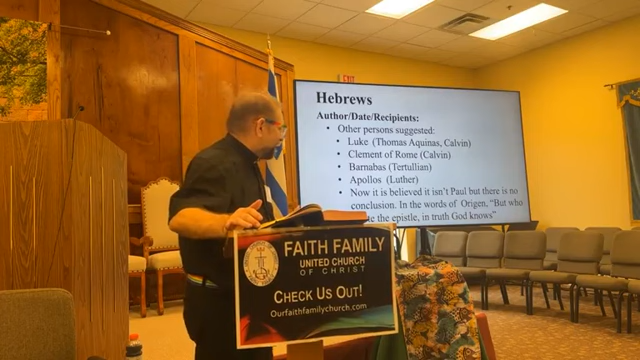 EXIT
Hebrews
Author/Date/Recipients:
• Other persons suggested:
• Luke (Thomas Aquinas, Calvin)
• Clement of Rome (Calvin)
• Barnabas (Tertullian)
• Apollos (Luther)
• Now it is believed it isn't Paul but there is no
conclusion. In the words of Origen, "But who
te the epistle, in truth God knows"
FAITH FAMILY
UNITED CHURCH
OF CHRIST
CHECK US OUT!
Ourfaithfamilychurch.com